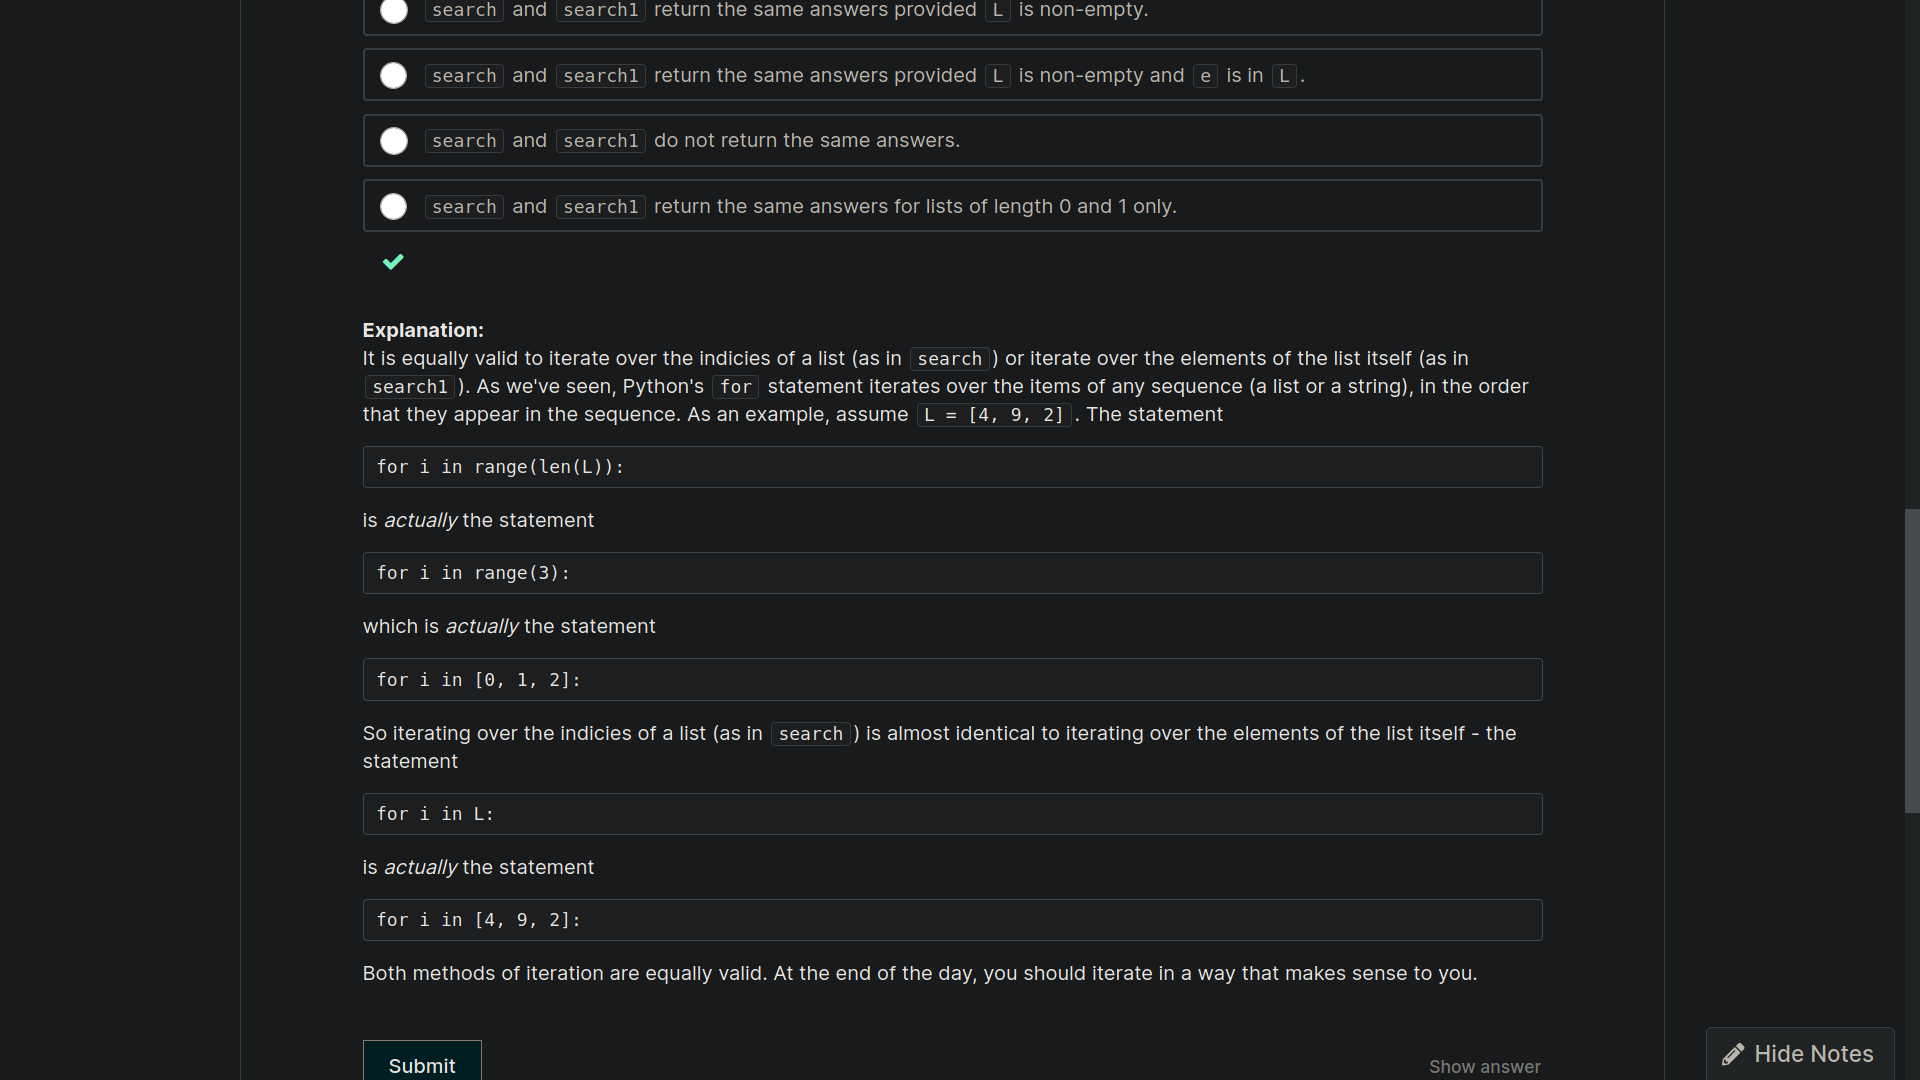 search and search1 return the same answers provided L is non-empty.
search and search1 return the same answers provided L is non-empty and e is in L.
search and search1 do not return the same answers.
search and search1 return the same answers for lists of length 0 and 1 only.
Explanation:
It is equally valid to iterate over the indicies of a list (as in search) or iterate over the elements of the list itself (as in
search1). As we've seen, Python's for statement iterates over the items of any sequence (a list or a string), in the order
that they appear in the sequence. As an example, assume L = [4, 9, 2]. The statement
for i in range(len(L)):
is actually the statement
for i in range(3):
which is actually the statement
for i in [0, 1, 2]:
So iterating over the indicies of a list (as in search) is almost identical to iterating over the elements of the list itself - the
statement
for i in L:
is actually the statement
for i in [4, 9, 2]:
Both methods of iteration are equally valid. At the end of the day, you should iterate in a way that makes sense to you.
Submit
Show answer
Hide Notes